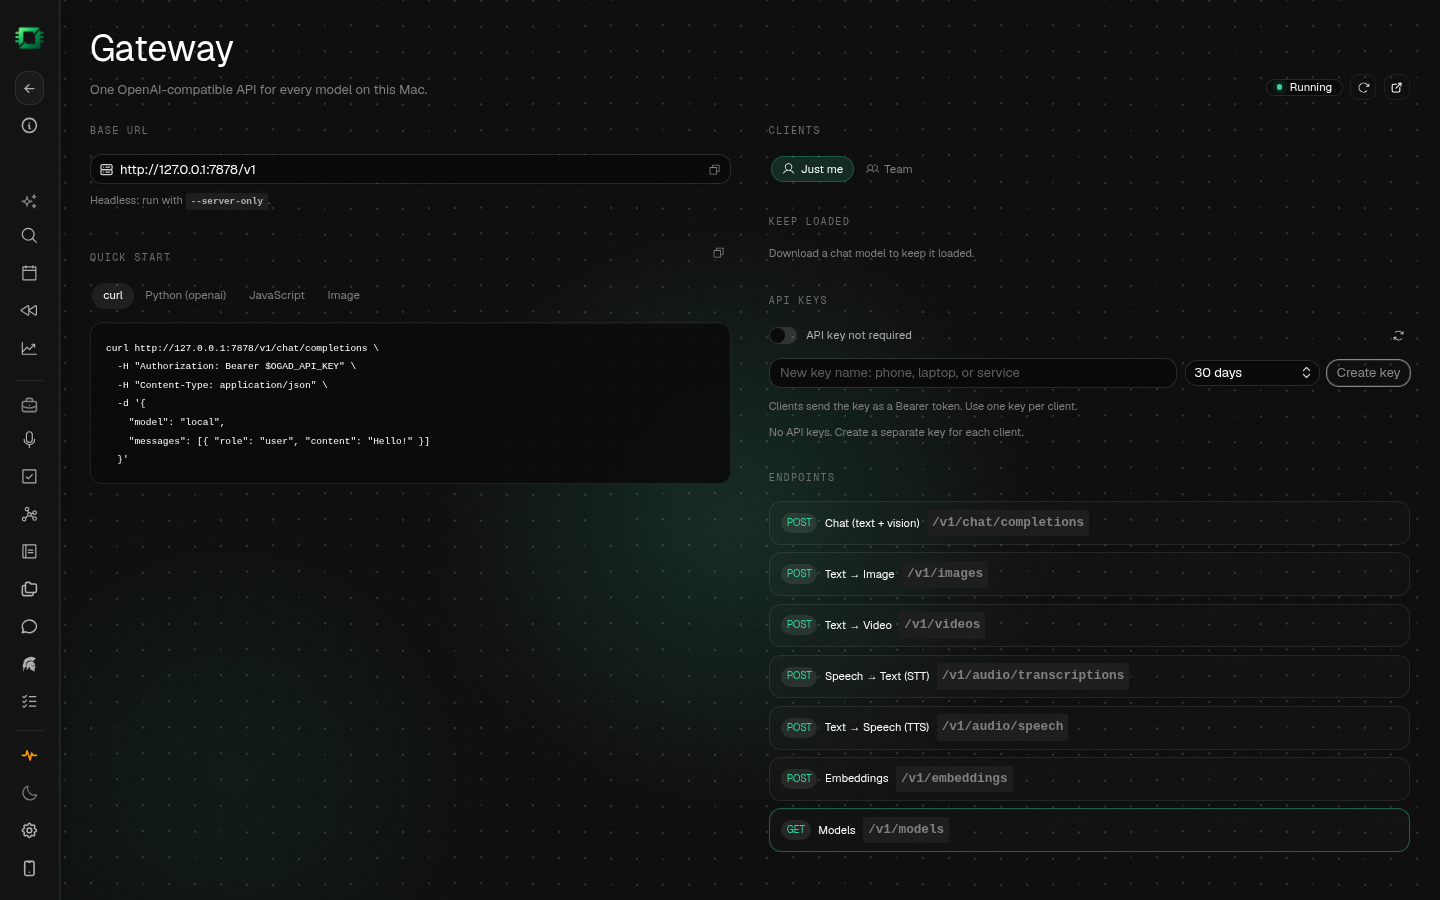 Gateway
One OpenAI-compatible API for every model on this Mac.
Running
BASE URL
http://127.0.0.1:7878/v1
Headless: run with --server-only.
QUICK START
curl
Python (openai)
JavaScript
Image
curl http://127.0.0.1:7878/v1/chat/completions \
-H "Authorization: Bearer $OGAD_API_KEY" \
-H "Content-Type: application/json" \
-d '{
"model": "local",
"messages": [{ "role": "user", "content": "Hello!" }]
}'
CLIENTS
Just me
Team
KEEP LOADED
Download a chat model to keep it loaded.
API KEYS
API key not required
New key name: phone, laptop, or service
30 days
Create key
Clients send the key as a Bearer token. Use one key per client.
No API keys. Create a separate key for each client.
ENDPOINTS
POST Chat (text + vision) /v1/chat/completions
POST Text → Image /v1/images
POST Text → Video /v1/videos
POST Speech → Text (STT) /v1/audio/transcriptions
POST Text → Speech (TTS) /v1/audio/speech
POST Embeddings /v1/embeddings
GET Models /v1/models